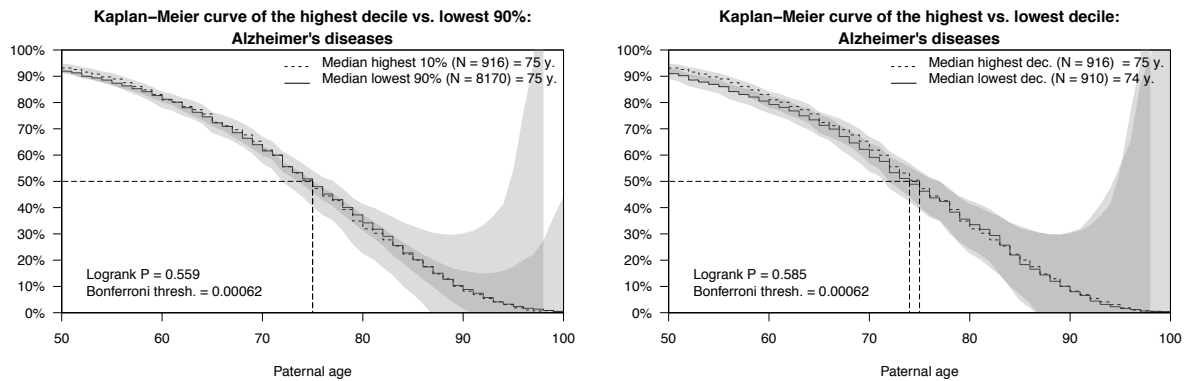 Kaplan−Meier curve of the highest decile vs. lowest 90%:
Alzheimer's diseases
100%
90%
80%
70%
60%
50%
40%
30%
20%
10%
0%
Median highest 10% (N = 916) = 75 y.
Median lowest 90% (N = 8170) = 75 y.
Logrank P = 0.559
Bonferroni thresh. = 0.00062
50 60 70 80 90 100
Paternal age
Kaplan−Meier curve of the highest vs. lowest decile:
Alzheimer's diseases
100%
90%
80%
70%
60%
50%
40%
30%
20%
10%
0%
Median highest dec. (N = 916) = 75 y.
Median lowest dec. (N = 910) = 74 y.
Logrank P = 0.585
Bonferroni thresh. = 0.00062
50 60 70 80 90 100
Paternal age